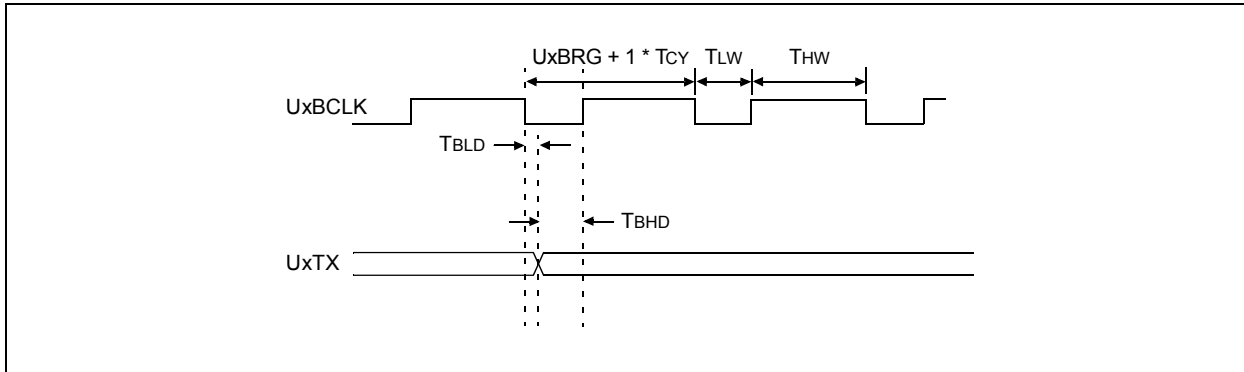 UxBRG + 1 * TCY TLW THW
UxBCLK
TBLD
TBHD
UxTX